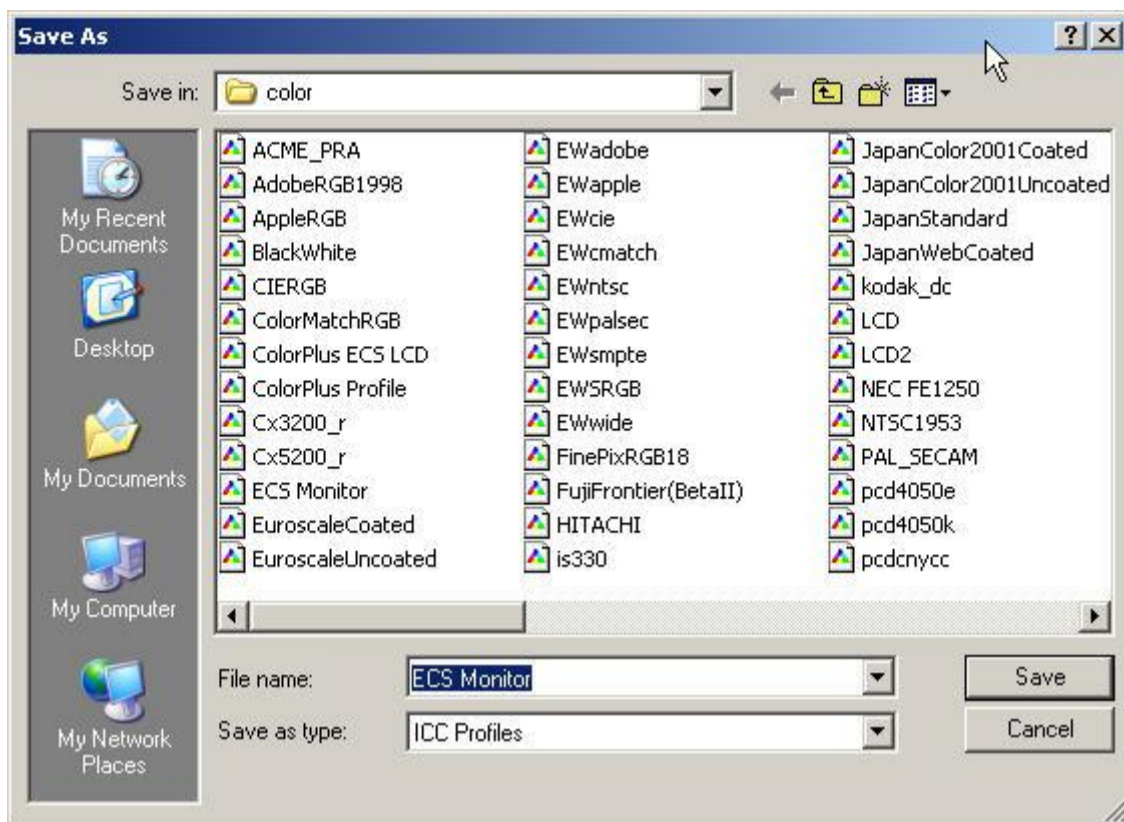 Save As
Save in: color
My Recent
Documents
Desktop
My Documents
My Computer
My Network
Places
ACME_PRA
AdobeRGB1998
AppleRGB
BlackWhite
CIERGB
ColorMatchRGB
ColorPlus ECS LCD
ColorPlus Profile
Cx3200_r
Cx5200_r
ECS Monitor
EuroscaleCoated
EuroscaleUncoated
EWadobe
EWapple
EWcie
EWcmatch
EWntsc
EWpalsec
EWsmpte
EWSRGB
EWwide
FinePixRGB18
FujiFrontier(BetaII)
HITACHI
is330
JapanColor2001Coated
JapanColor2001Uncoated
JapanStandard
JapanWebCoated
kodak_dc
LCD
LCD2
NEC FE1250
NTSC1953
PAL_SECAM
pcd4050e
pcd4050k
pcdcnycc
File name: ECS Monitor
Save
Save as type: ICC Profiles
Cancel